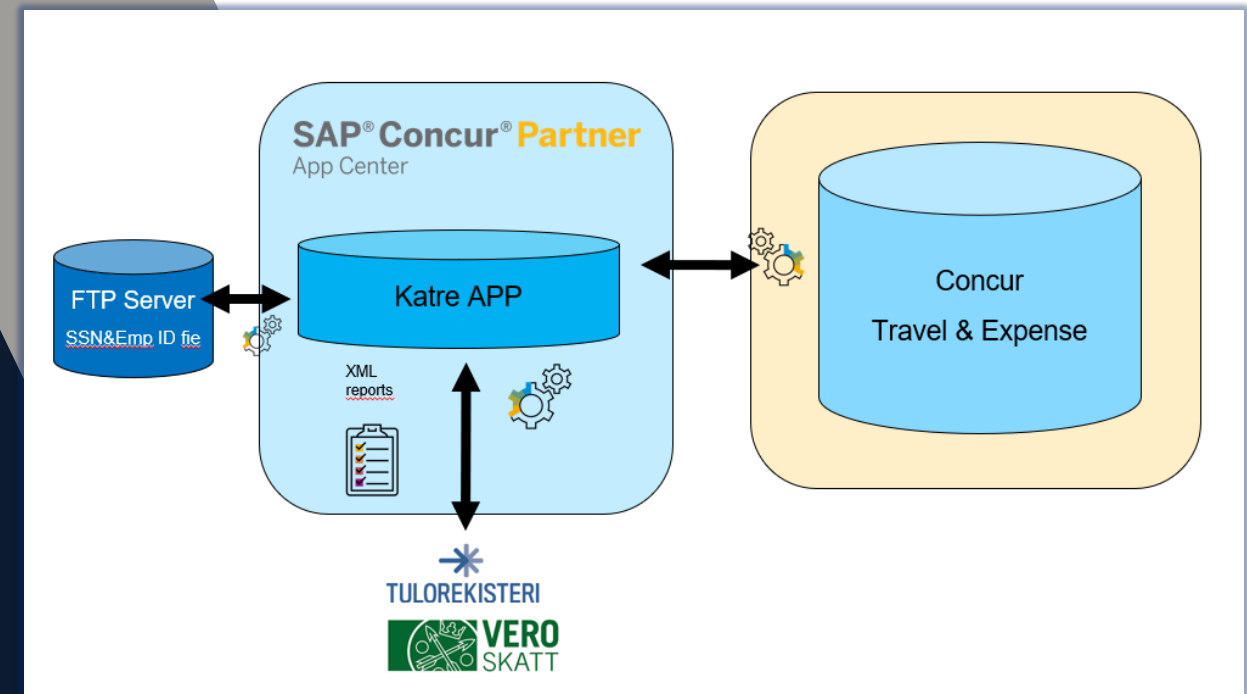 SAP® Concur® Partner
App Center
FTP Server
SSN&Emp ID fie
Katre APP
XML
reports
Concur
Travel & Expense
TULOREKISTERI
VERO
SKATT